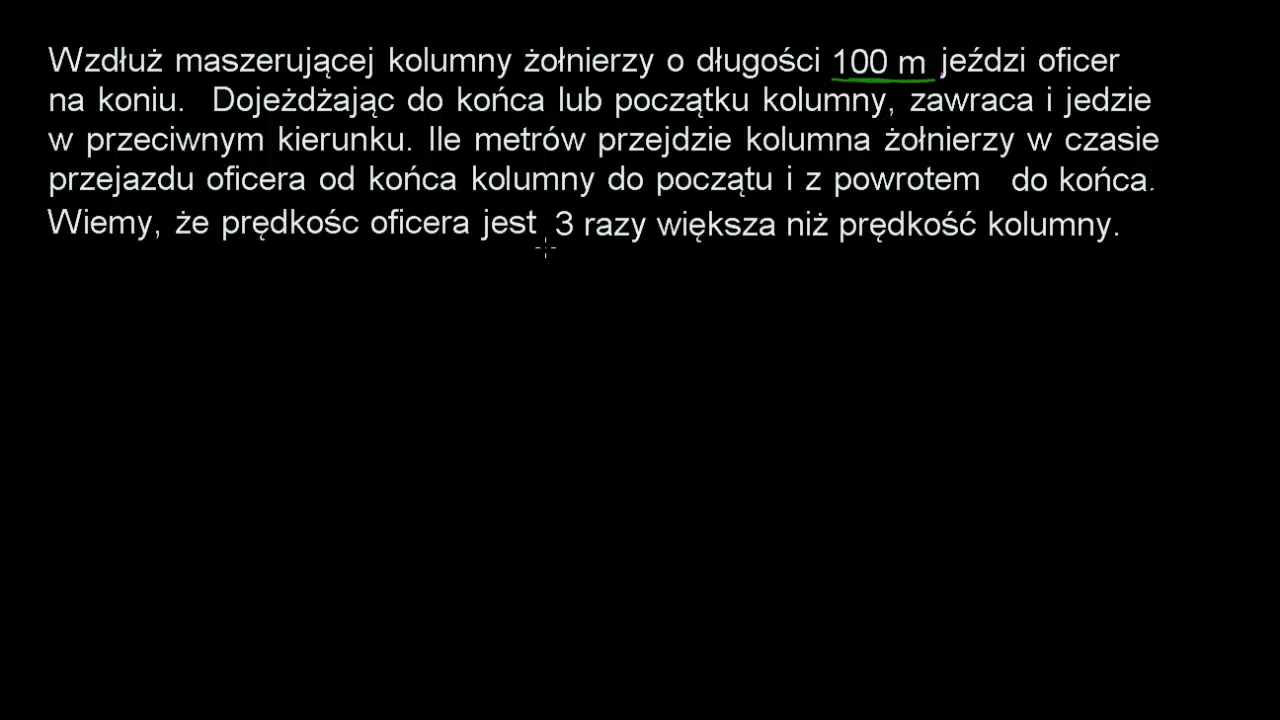 Wzdłuż maszerującej kolumny żołnierzy o długości 100 m jeździ oficer
na koniu. Dojeżdżając do końca lub początku kolumny, zawraca i jedzie
w przeciwnym kierunku. Ile metrów przejdzie kolumna żołnierzy w czasie
przejazdu oficera od końca kolumny do początu i z powrotem do końca.
Wiemy, że prędkośc oficera jest 3 razy większa niż prędkość kolumny.